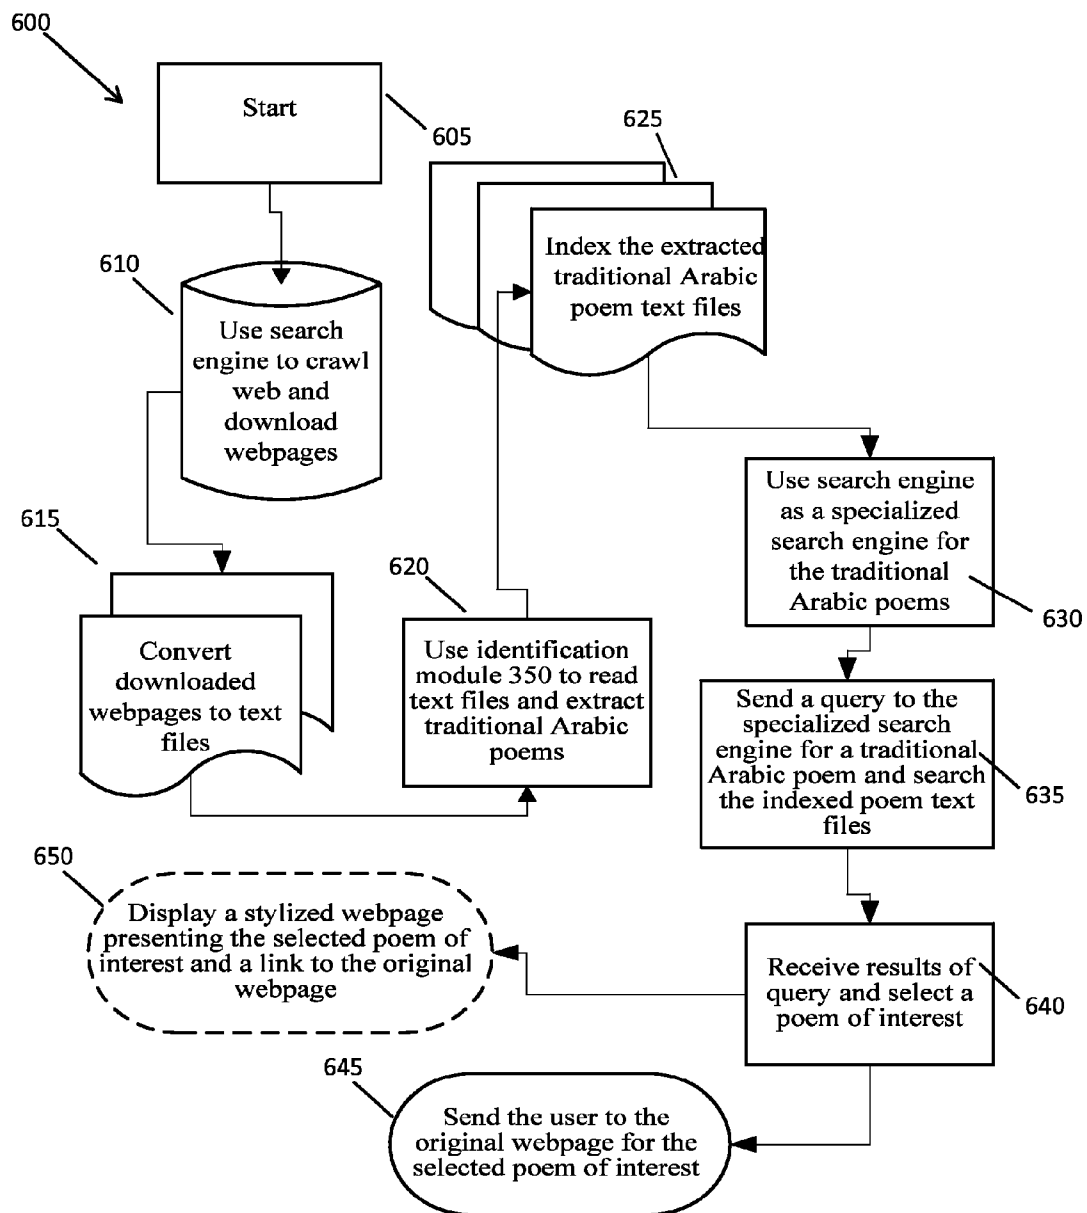 600
Start
605
610
Use search
engine to crawl
web and
download
webpages
615
Convert
downloaded
webpages to text
files
620
Use identification
module 350 to read
text files and extract
traditional Arabic
poems
625
Index the extracted
traditional Arabic
poem text files
Use search engine
as a specialized
search engine for
the traditional
Arabic poems
630
Send a query to the
specialized search
engine for a traditional
Arabic poem and search
the indexed poem text
files
635
Receive results of
query and select a
poem of interest
640
650
Display a stylized webpage
presenting the selected poem of
interest and a link to the original
webpage
645
Send the user to the
original webpage for the
selected poem of interest